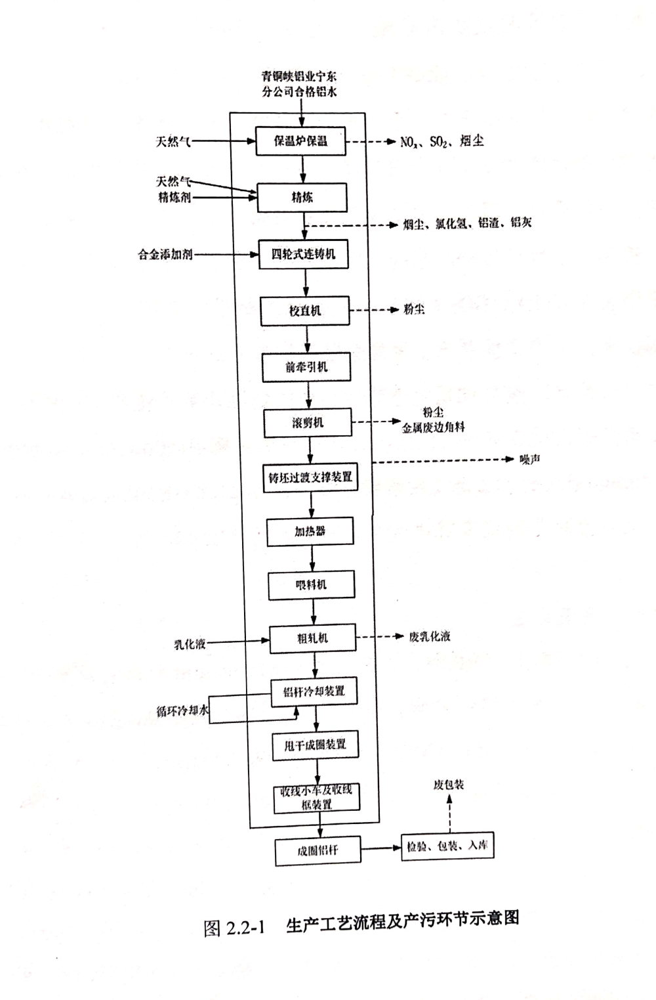 青铜峡铝业宁东
分公司合格铝水
天然气
保温炉保温
NOx、SO2、烟尘
天然气
精炼剂
精炼
烟尘、氯化氢、铝渣、铝灰
合金添加剂
四轮式连铸机
校直机
粉尘
前牵引机
滚剪机
粉尘
金属废边角料
噪声
铸坯过渡支撑装置
加热器
喂料机
乳化液
粗轧机
废乳化液
铝杆冷却装置
循环冷却水
甩干成圈装置
收线小车及收线
框装置
废包装
成圈铝杆
检验、包装、入库
图 2.2-1 生产工艺流程及产污环节示意图